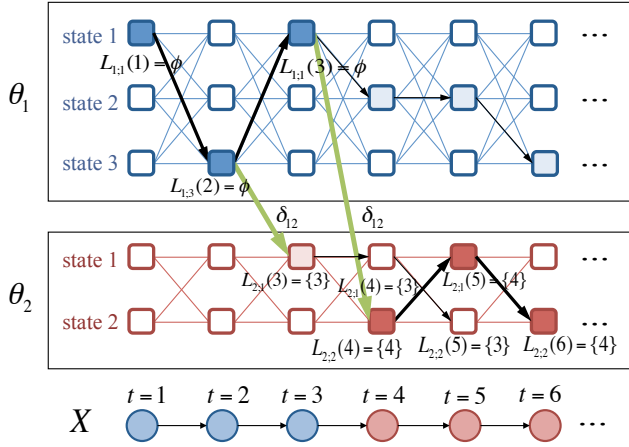 state 1 ...
L₁;₁(1) = ϕ L₁;₁(3) = ϕ
θ₁ state 2 ...
state 3 ...
L₁;₃(2) = ϕ
δ₁₂ δ₁₂
state 1 ...
L₂;₁(3) = {3} L₂;₁(4) = {3} L₂;₁(5) = {4}
θ₂
state 2 ...
L₂;₂(4) = {4} L₂;₂(5) = {3} L₂;₂(6) = {4}
t = 1 t = 2 t = 3 t = 4 t = 5 t = 6
X ...